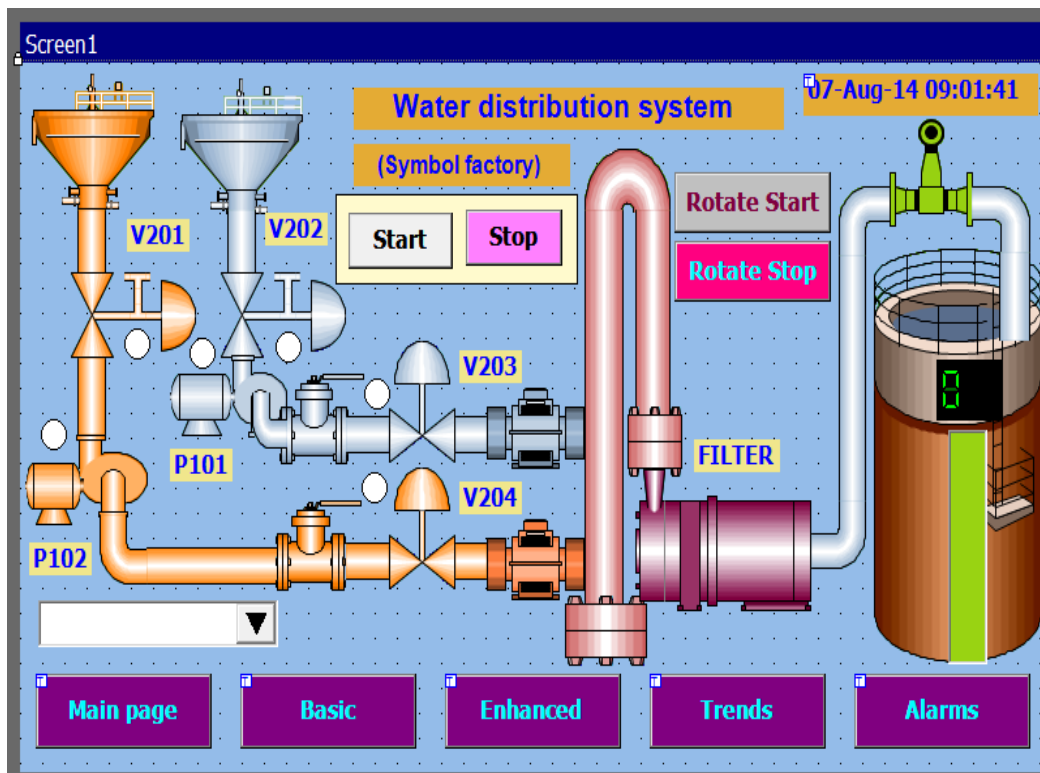 Screen1
Water distribution system
07-Aug-14 09:01:41
(Symbol factory)
V201
V202
Start
Stop
Rotate Start
Rotate Stop
V203
0
P101
FILTER
V204
P102
Main page
Basic
Enhanced
Trends
Alarms